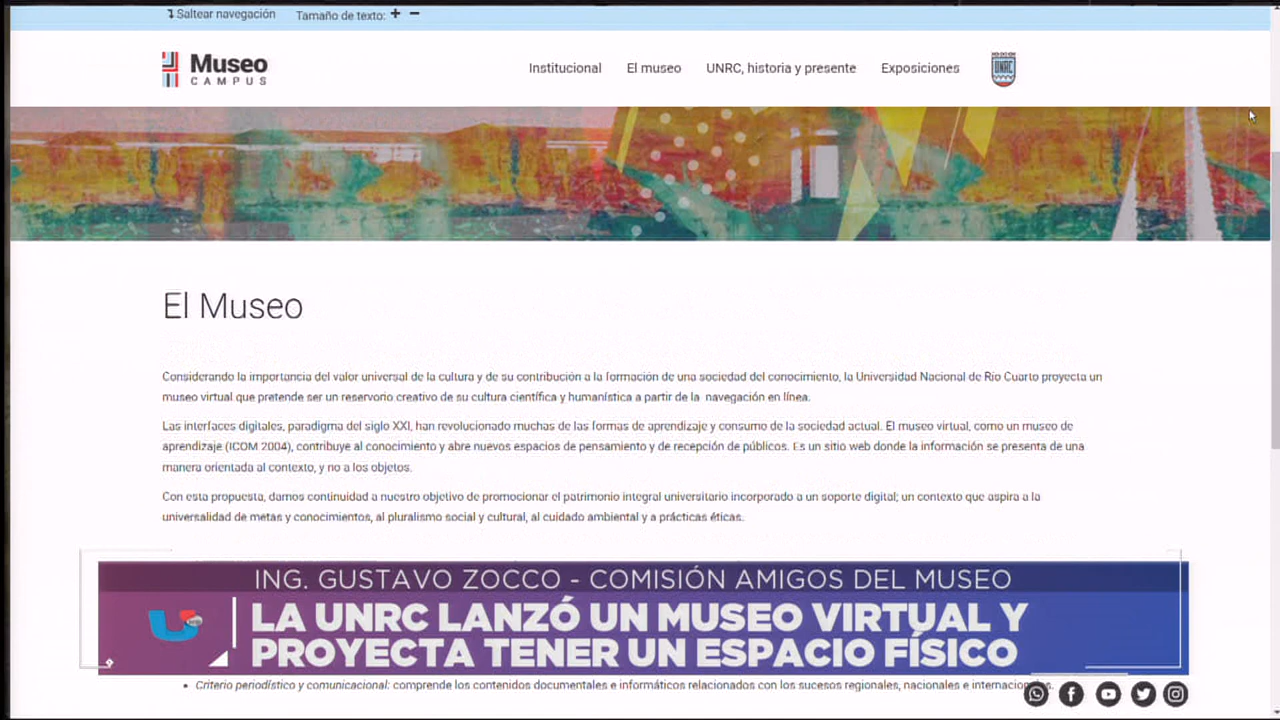 Saltear navegación
Tamaño de texto: + −
Museo
CAMPUS
Institucional El museo UNRC, historia y presente Exposiciones
UNRC
El Museo
Considerando la importancia del valor universal de la cultura y de su contribución a la formación de una sociedad del conocimiento, la Universidad Nacional de Río Cuarto proyecta un
museo virtual que pretende ser un reservorio creativo de su cultura científica y humanística a partir de la navegación en línea.
Las interfaces digitales, paradigma del siglo XXI, han revolucionado muchas de las formas de aprendizaje y consumo de la sociedad actual. El museo virtual, como un museo de
aprendizaje (ICOM 2004), contribuye al conocimiento y abre nuevos espacios de pensamiento y de recepción de públicos. Es un sitio web donde la información se presenta de una
manera orientada al contexto, y no a los objetos.
Con esta propuesta, damos continuidad a nuestro objetivo de promocionar el patrimonio integral universitario incorporado a un soporte digital; un contexto que aspira a la
universalidad de metas y conocimientos, al pluralismo social y cultural, al cuidado ambiental y a prácticas éticas.
ING. GUSTAVO ZOCCO - COMISIÓN AMIGOS DEL MUSEO
LA UNRC LANZÓ UN MUSEO VIRTUAL Y
PROYECTA TENER UN ESPACIO FÍSICO
• Criterio periodístico y comunicacional: comprende los contenidos documentales e informáticos relacionados con los sucesos regionales, nacionales e